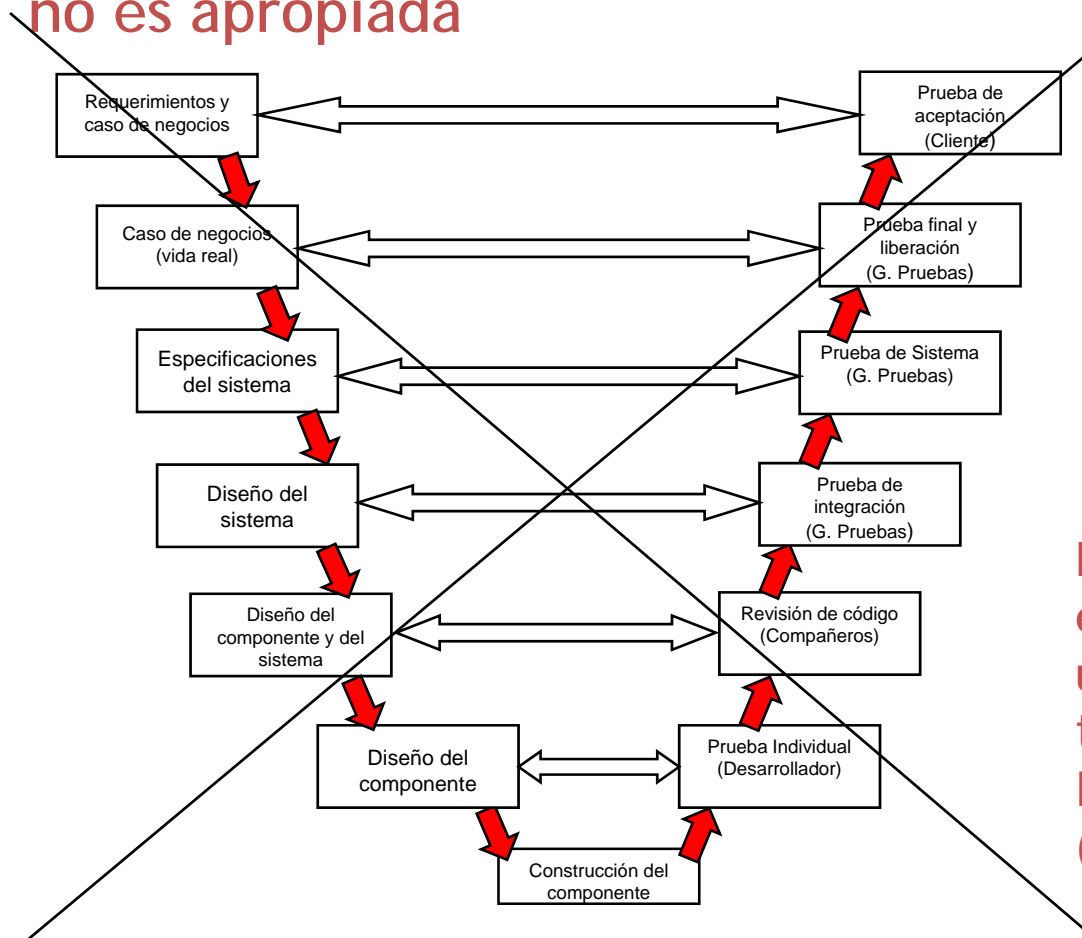 no es apropiada
Requerimientos y
caso de negocios
Prueba de
aceptación
(Cliente)
Caso de negocios
(vida real)
Prueba final y
liberación
(G. Pruebas)
Especificaciones
del sistema
Prueba de Sistema
(G. Pruebas)
Diseño del
sistema
Prueba de
integración
(G. Pruebas)
Diseño del
componente y del
sistema
Revisión de código
(Compañeros)
Diseño del
componente
Prueba Individual
(Desarrollador)
Construcción del
componente